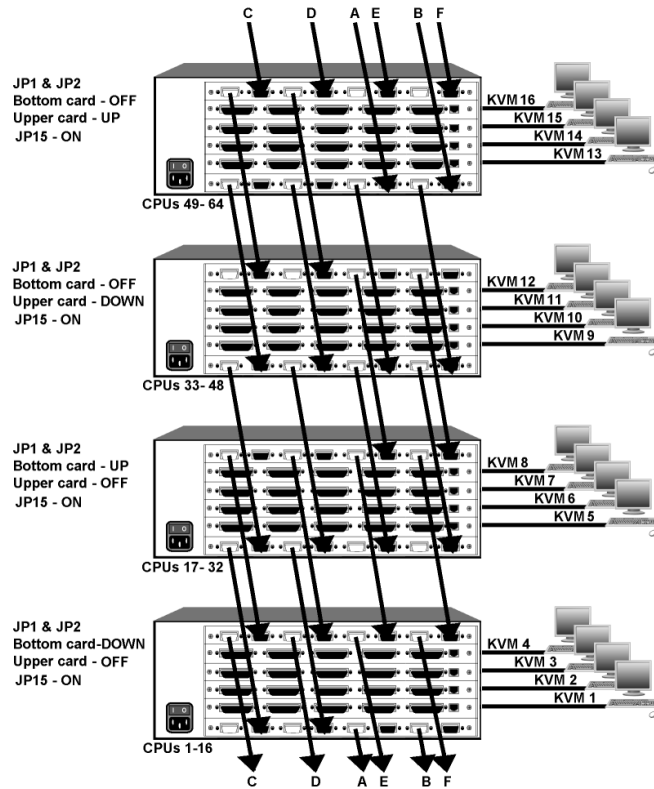 C D A E B F
JP1 & JP2
Bottom card - OFF
Upper card - UP
JP15 - ON
KVM 16
KVM 15
KVM 14
KVM 13
CPUs 49- 64
JP1 & JP2
Bottom card - OFF
Upper card - DOWN
JP15 - ON
KVM 12
KVM 11
KVM 10
KVM 9
CPUs 33- 48
JP1 & JP2
Bottom card - UP
Upper card - OFF
JP15 - ON
KVM 8
KVM 7
KVM 6
KVM 5
CPUs 17- 32
JP1 & JP2
Bottom card-DOWN
Upper card - OFF
JP15 - ON
KVM 4
KVM 3
KVM 2
KVM 1
CPUs 1-16
C D A E B F